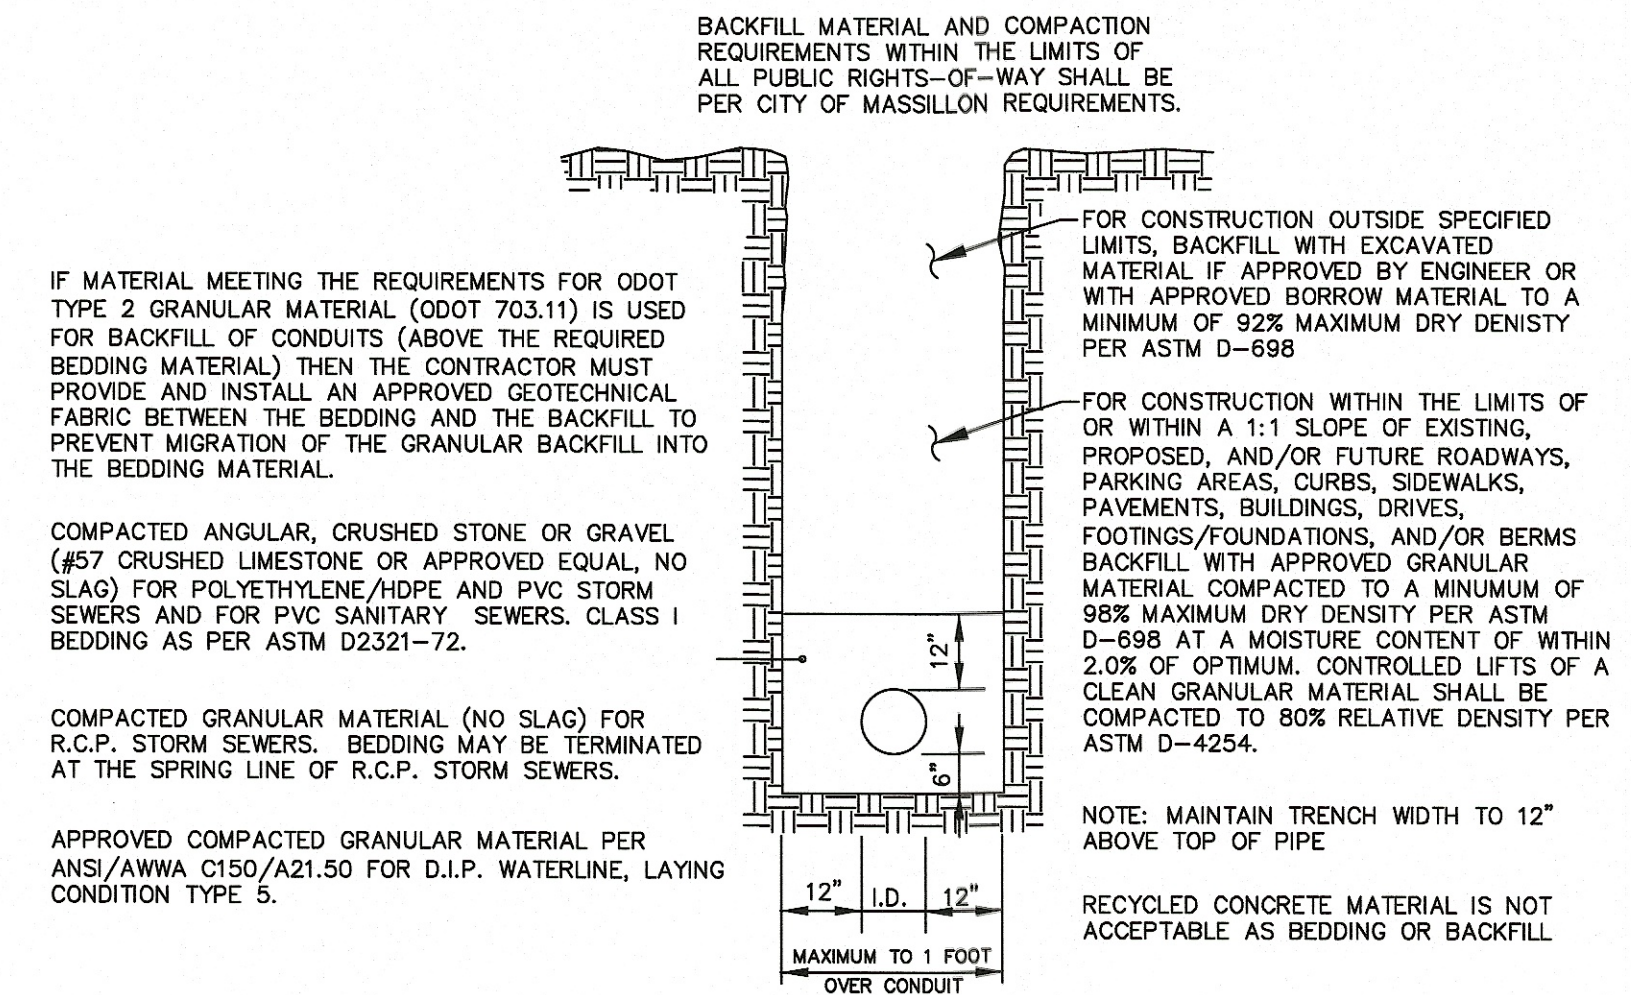 BACKFILL MATERIAL AND COMPACTION
REQUIREMENTS WITHIN THE LIMITS OF
ALL PUBLIC RIGHTS-OF-WAY SHALL BE
PER CITY OF MASSILLON REQUIREMENTS.
IF MATERIAL MEETING THE REQUIREMENTS FOR ODOT
TYPE 2 GRANULAR MATERIAL (ODOT 703.11) IS USED
FOR BACKFILL OF CONDUITS (ABOVE THE REQUIRED
BEDDING MATERIAL) THEN THE CONTRACTOR MUST
PROVIDE AND INSTALL AN APPROVED GEOTECHNICAL
FABRIC BETWEEN THE BEDDING AND THE BACKFILL TO
PREVENT MIGRATION OF THE GRANULAR BACKFILL INTO
THE BEDDING MATERIAL.
COMPACTED ANGULAR, CRUSHED STONE OR GRAVEL
(#57 CRUSHED LIMESTONE OR APPROVED EQUAL, NO
SLAG) FOR POLYETHYLENE/HDPE AND PVC STORM
SEWERS AND FOR PVC SANITARY SEWERS. CLASS I
BEDDING AS PER ASTM D2321-72.
COMPACTED GRANULAR MATERIAL (NO SLAG) FOR
R.C.P. STORM SEWERS. BEDDING MAY BE TERMINATED
AT THE SPRING LINE OF R.C.P. STORM SEWERS.
APPROVED COMPACTED GRANULAR MATERIAL PER
ANSI/AWWA C150/A21.50 FOR D.I.P. WATERLINE, LAYING
CONDITION TYPE 5.
12"
6"
12" I.D. 12"
MAXIMUM TO 1 FOOT
OVER CONDUIT
FOR CONSTRUCTION OUTSIDE SPECIFIED
LIMITS, BACKFILL WITH EXCAVATED
MATERIAL IF APPROVED BY ENGINEER OR
WITH APPROVED BORROW MATERIAL TO A
MINIMUM OF 92% MAXIMUM DRY DENISTY
PER ASTM D-698
FOR CONSTRUCTION WITHIN THE LIMITS OF
OR WITHIN A 1:1 SLOPE OF EXISTING,
PROPOSED, AND/OR FUTURE ROADWAYS,
PARKING AREAS, CURBS, SIDEWALKS,
PAVEMENTS, BUILDINGS, DRIVES,
FOOTINGS/FOUNDATIONS, AND/OR BERMS
BACKFILL WITH APPROVED GRANULAR
MATERIAL COMPACTED TO A MINUMUM OF
98% MAXIMUM DRY DENSITY PER ASTM
D-698 AT A MOISTURE CONTENT OF WITHIN
2.0% OF OPTIMUM. CONTROLLED LIFTS OF A
CLEAN GRANULAR MATERIAL SHALL BE
COMPACTED TO 80% RELATIVE DENSITY PER
ASTM D-4254.
NOTE: MAINTAIN TRENCH WIDTH TO 12"
ABOVE TOP OF PIPE
RECYCLED CONCRETE MATERIAL IS NOT
ACCEPTABLE AS BEDDING OR BACKFILL